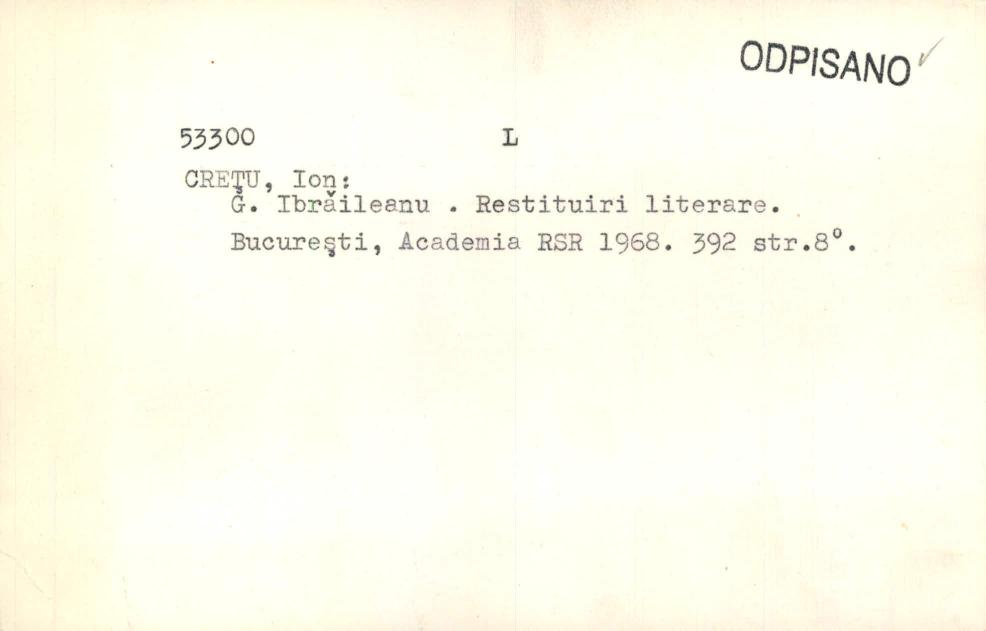 ODPISANO
53300 L
CREŢU, Ion:
G. Ibrăileanu . Restituiri literare.
Bucureşti, Academia RSR 1968. 392 str.8°.